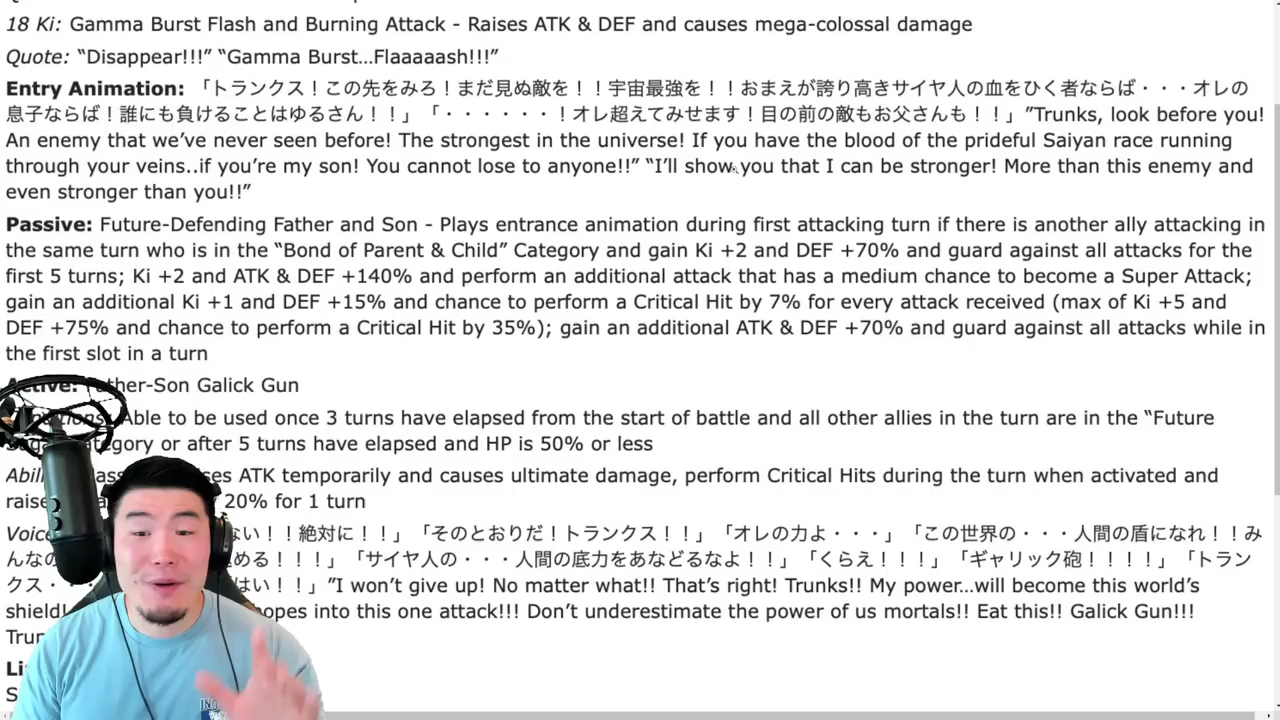 18 Ki: Gamma Burst Flash and Burning Attack - Raises ATK & DEF and causes mega-colossal damage
Quote: “Disappear!!!” “Gamma Burst…Flaaaaash!!!”
Entry Animation: 「トランクス！この先をみろ！まだ見ぬ敵を！！宇宙最強を！！おまえが誇り高きサイヤ人の血をひく者ならば・・・オレの
息子ならば！誰にも負けることはゆるさん！！」「・・・・・・！オレ超えてみせます！目の前の敵もお父さんも！！」”Trunks, look before you!
An enemy that we’ve never seen before! The strongest in the universe! If you have the blood of the prideful Saiyan race running
through your veins..if you’re my son! You cannot lose to anyone!!” “I’ll show you that I can be stronger! More than this enemy and
even stronger than you!!”
Passive: Future-Defending Father and Son - Plays entrance animation during first attacking turn if there is another ally attacking in
the same turn who is in the “Bond of Parent & Child” Category and gain Ki +2 and DEF +70% and guard against all attacks for the
first 5 turns; Ki +2 and ATK & DEF +140% and perform an additional attack that has a medium chance to become a Super Attack;
gain an additional Ki +1 and DEF +15% and chance to perform a Critical Hit by 7% for every attack received (max of Ki +5 and
DEF +75% and chance to perform a Critical Hit by 35%); gain an additional ATK & DEF +70% and guard against all attacks while in
the first slot in a turn
Active: Father-Son Galick Gun
Able to be used once 3 turns have elapsed from the start of battle and all other allies in the turn are in the “Future
or after 5 turns have elapsed and HP is 50% or less
ATK temporarily and causes ultimate damage, perform Critical Hits during the turn when activated and
20% for 1 turn
ない！！絶対に！！」「そのとおりだ！トランクス！！」「オレの力よ・・・」「この世界の・・・人間の盾になれ！！み
んなの める！！！」「サイヤ人の・・・人間の底力をあなどるなよ！！」「くらえ！！！」「ギャリック砲！！！！」「トラン
クス・ はい！！」”I won’t give up! No matter what!! That’s right! Trunks!! My power…will become this world’s
hopes into this one attack!!! Don’t underestimate the power of us mortals!! Eat this!! Galick Gun!!!